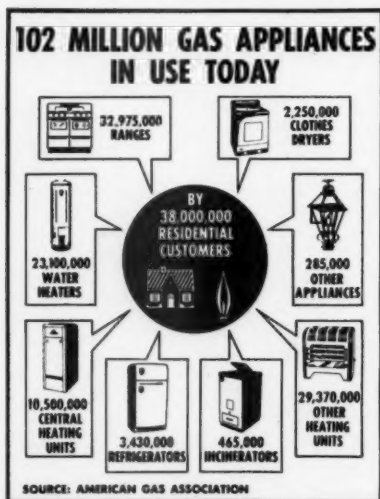 102 MILLION GAS APPLIANCES
IN USE TODAY
32,975,000
RANGES
2,250,000
CLOTHES
DRYERS
BY
38,000,000
RESIDENTIAL
CUSTOMERS
23,100,000
WATER
HEATERS
285,000
OTHER
APPLIANCES
10,500,000
CENTRAL
HEATING
UNITS
3,430,000
REFRIGERATORS
465,000
INCINERATORS
29,370,000
OTHER
HEATING
UNITS
SOURCE: AMERICAN GAS ASSOCIATION